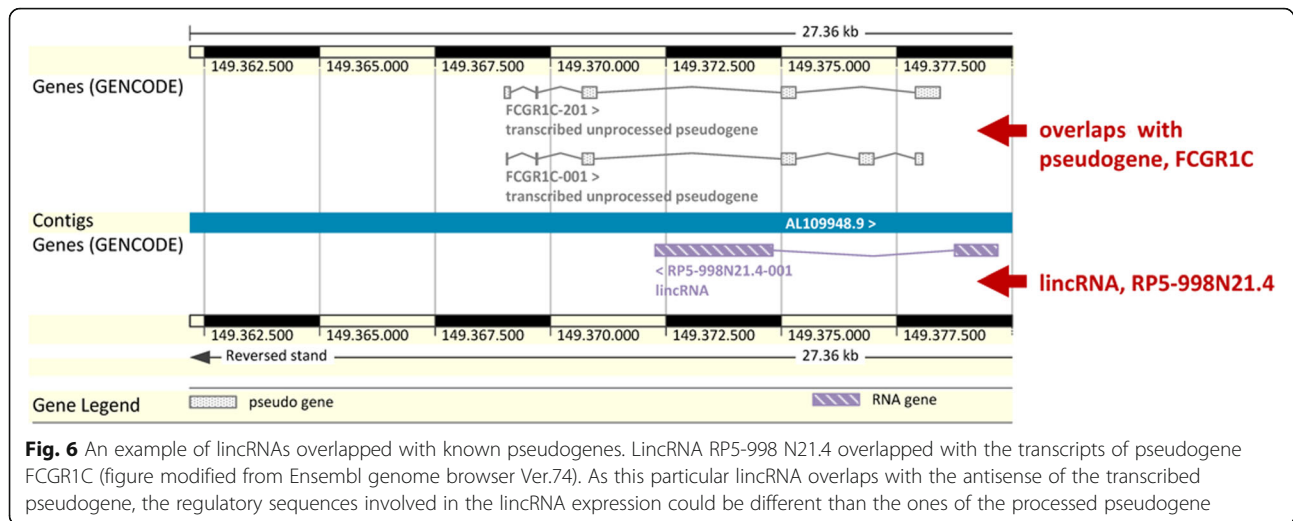 27.36 kb
149.362.500 149.365.000 149.367.500 149.370.000 149.372.500 149.375.000 149.377.500
Genes (GENCODE)
FCGR1C-201 >
transcribed unprocessed pseudogene
overlaps with
pseudogene, FCGR1C
FCGR1C-001 >
transcribed unprocessed pseudogene
Contigs
AL109948.9 >
Genes (GENCODE)
< RP5-998N21.4-001
lincRNA
lincRNA, RP5-998N21.4
149.362.500 149.365.000 149.367.500 149.370.000 149.372.500 149.375.000 149.377.500
Reversed stand 27.36 kb
Gene Legend pseudo gene RNA gene
Fig. 6 An example of lincRNAs overlapped with known pseudogenes. LincRNA RP5-998 N21.4 overlapped with the transcripts of pseudogene
FCGR1C (figure modified from Ensembl genome browser Ver.74). As this particular lincRNA overlaps with the antisense of the transcribed
pseudogene, the regulatory sequences involved in the lincRNA expression could be different than the ones of the processed pseudogene